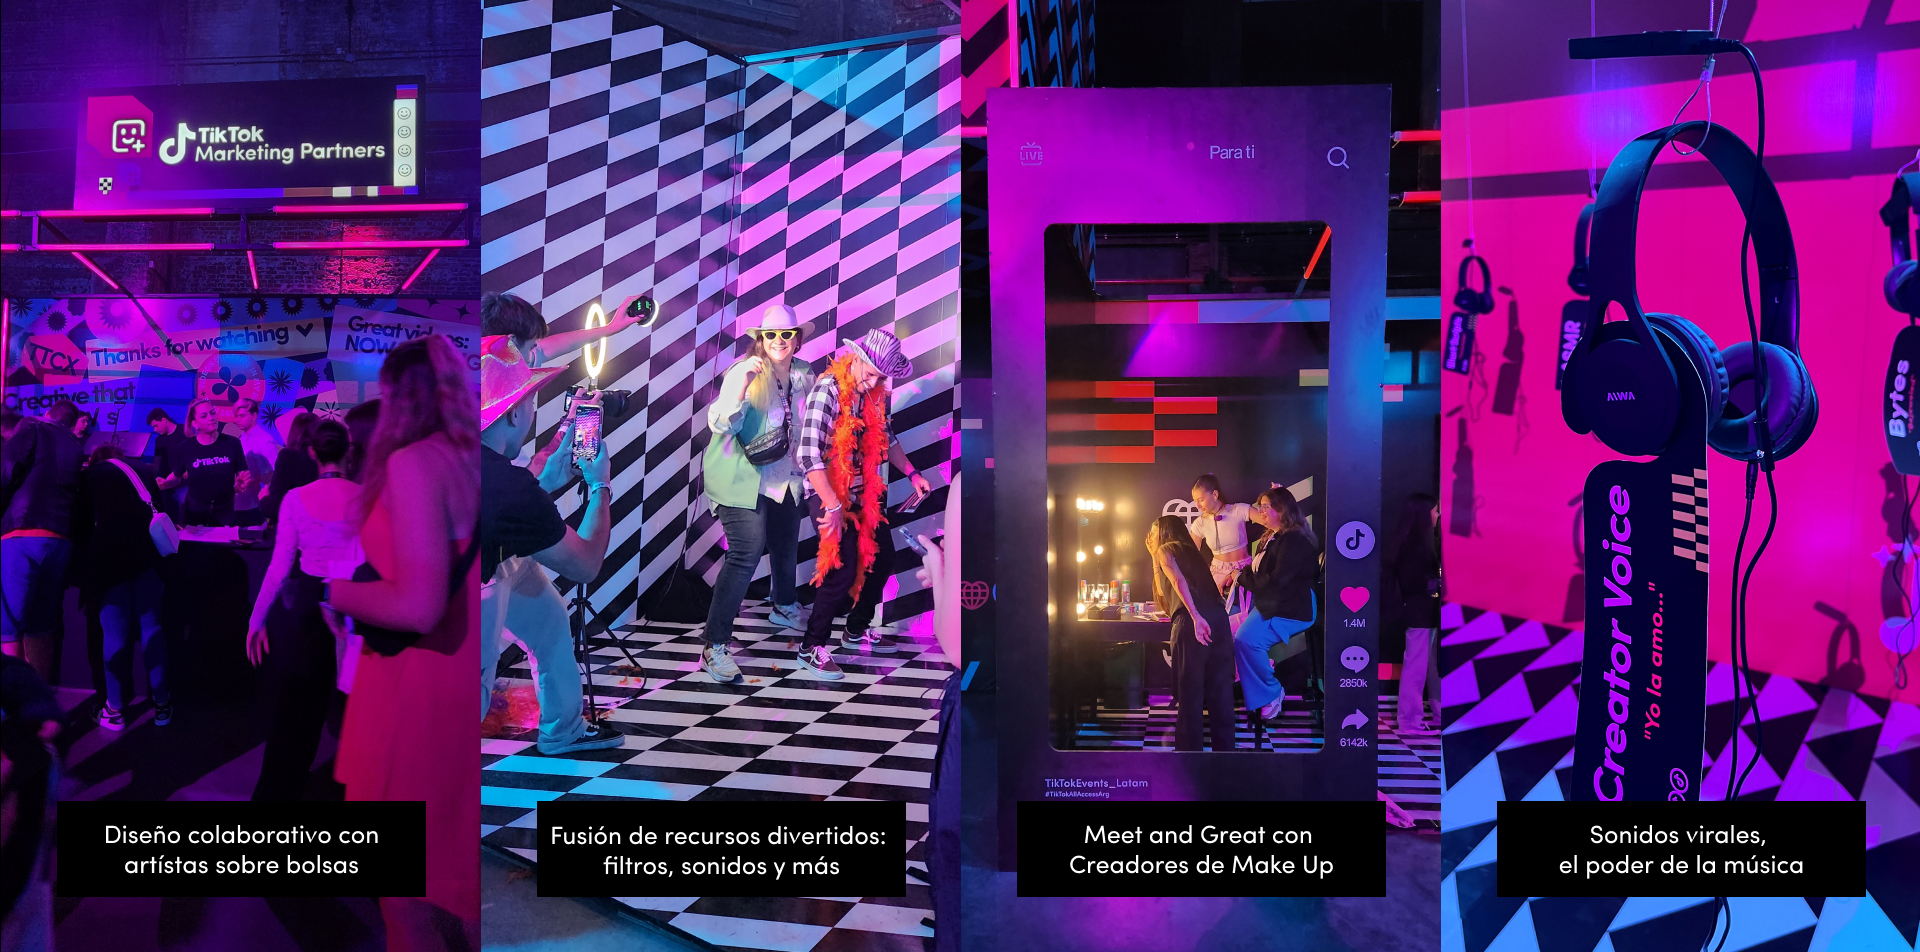 TikTok
Marketing Partners
Thanks for watching
Great videos:
NOW
TTCX
Creative that
TikTok
Diseño colaborativo con
artístas sobre bolsas
Fusión de recursos divertidos:
filtros, sonidos y más
LIVE
Para ti
1.4M
2850k
6142k
TikTokEvents_Latam
#TikTokAllAccessArg
Meet and Great con
Creadores de Make Up
ASMR
AIWA
Bytes
Creator Voice
"Yo la amo..."
Sonidos virales,
el poder de la música